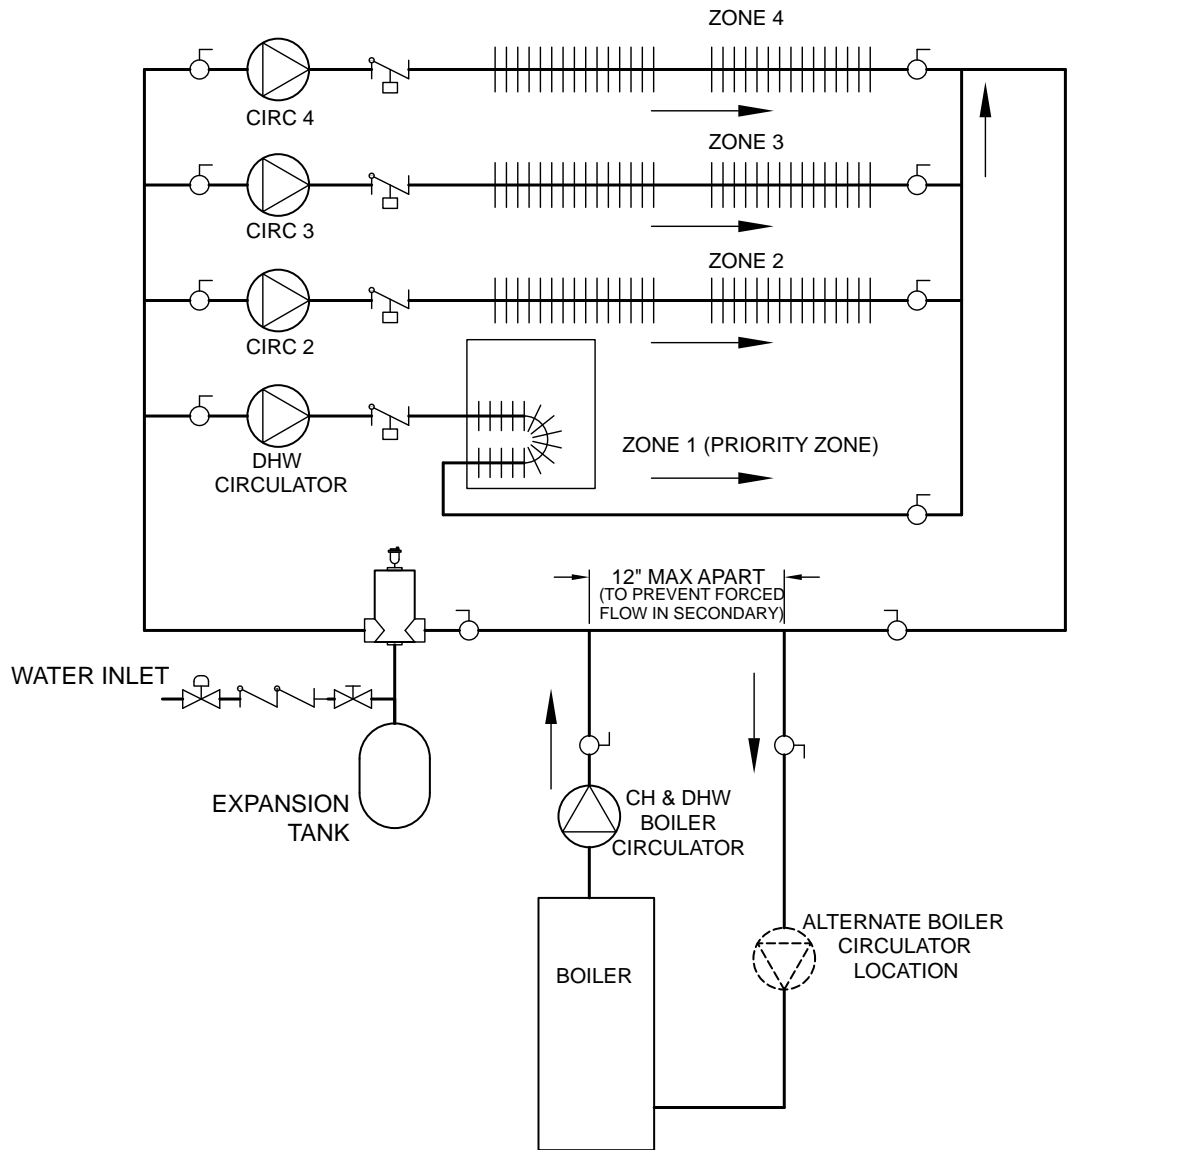 ZONE 4
CIRC 4
ZONE 3
CIRC 3
ZONE 2
CIRC 2
ZONE 1 (PRIORITY ZONE)
DHW
CIRCULATOR
12" MAX APART
(TO PREVENT FORCED
FLOW IN SECONDARY)
WATER INLET
EXPANSION
TANK
CH & DHW
BOILER
CIRCULATOR
ALTERNATE BOILER
CIRCULATOR
LOCATION
BOILER